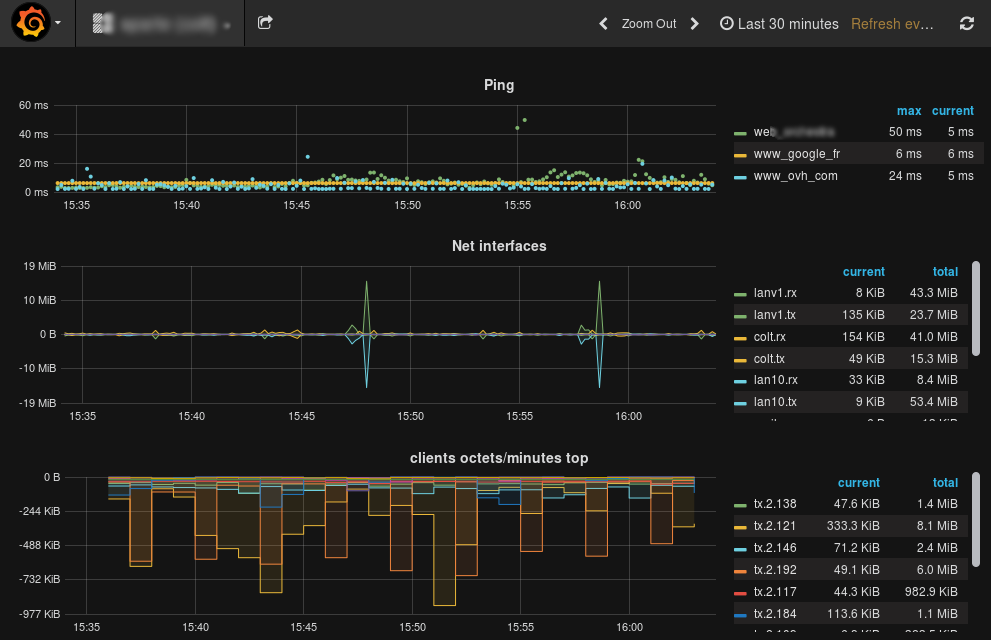 Zoom Out Last 30 minutes Refresh ev...
Ping
60 ms
40 ms
20 ms
0 ms
15:35 15:40 15:45 15:50 15:55 16:00
max current
web 50 ms 5 ms
www_google_fr 6 ms 6 ms
www_ovh_com 24 ms 5 ms
Net interfaces
19 MiB
10 MiB
0 B
-10 MiB
-19 MiB
15:35 15:40 15:45 15:50 15:55 16:00
current total
lanv1.rx 8 KiB 43.3 MiB
lanv1.tx 135 KiB 23.7 MiB
colt.rx 154 KiB 41.0 MiB
colt.tx 49 KiB 15.3 MiB
lan10.rx 33 KiB 8.4 MiB
lan10.tx 9 KiB 53.4 MiB
clients octets/minutes top
0 B
-244 KiB
-488 KiB
-732 KiB
-977 KiB
15:35 15:40 15:45 15:50 15:55 16:00
current total
tx.2.138 47.6 KiB 1.4 MiB
tx.2.121 333.3 KiB 8.1 MiB
tx.2.146 71.2 KiB 2.4 MiB
tx.2.192 49.1 KiB 6.0 MiB
tx.2.117 44.3 KiB 982.9 KiB
tx.2.184 113.6 KiB 1.1 MiB